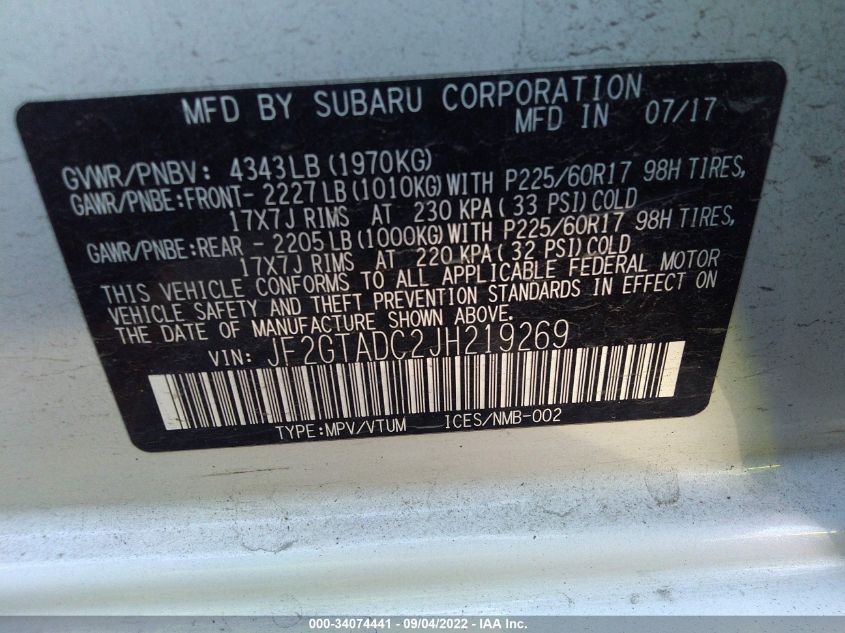 MFD BY SUBARU CORPORATION
MFD IN 07/17
GVWR/PNBV: 4343LB (1970KG)
GAWR/PNBE:FRONT- 2227LB (1010KG) WITH P225/60R17 98H TIRES,
17X7J RIMS AT 230 KPA (33 PSI) COLD
GAWR/PNBE:REAR - 2205LB (1000KG) WITH P225/60R17 98H TIRES,
17X7J RIMS AT 220 KPA (32 PSI) COLD
THIS VEHICLE CONFORMS TO ALL APPLICABLE FEDERAL MOTOR
VEHICLE SAFETY AND THEFT PREVENTION STANDARDS IN EFFECT ON
THE DATE OF MANUFACTURE SHOWN ABOVE.
VIN: JF2GTADC2JH219269
TYPE:MPV/VTUM ICES/NMB-002
000-34074441 - 09/04/2022 - IAA Inc.